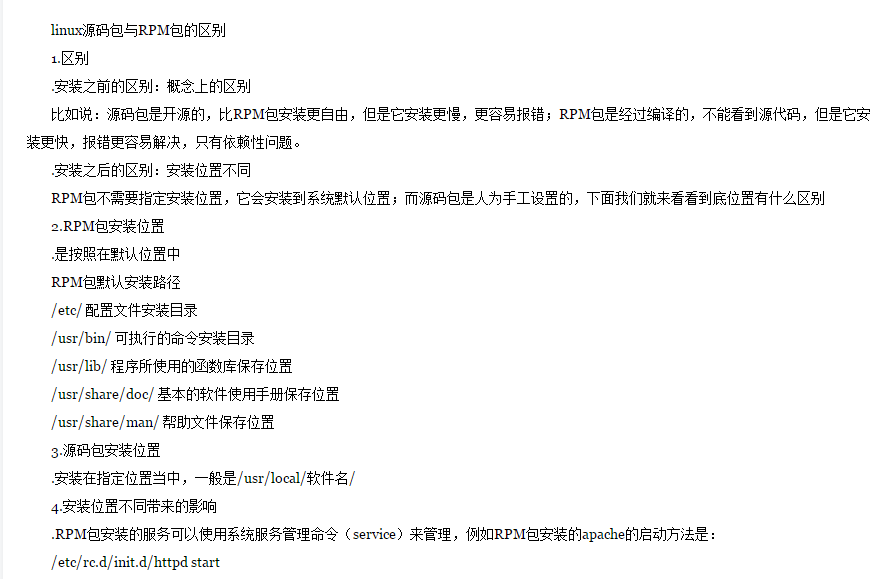 linux源码包与RPM包的区别
1.区别
.安装之前的区别：概念上的区别
比如说：源码包是开源的，比RPM包安装更自由，但是它安装更慢，更容易报错；RPM包是经过编译的，不能看到源代码，但是它安
装更快，报错更容易解决，只有依赖性问题。
.安装之后的区别：安装位置不同
RPM包不需要指定安装位置，它会安装到系统默认位置；而源码包是人为手工设置的，下面我们就来看看到底位置有什么区别
2.RPM包安装位置
.是按照在默认位置中
RPM包默认安装路径
/etc/ 配置文件安装目录
/usr/bin/ 可执行的命令安装目录
/usr/lib/ 程序所使用的函数库保存位置
/usr/share/doc/ 基本的软件使用手册保存位置
/usr/share/man/ 帮助文件保存位置
3.源码包安装位置
.安装在指定位置当中，一般是/usr/local/软件名/
4.安装位置不同带来的影响
.RPM包安装的服务可以使用系统服务管理命令（service）来管理，例如RPM包安装的apache的启动方法是：
/etc/rc.d/init.d/httpd start